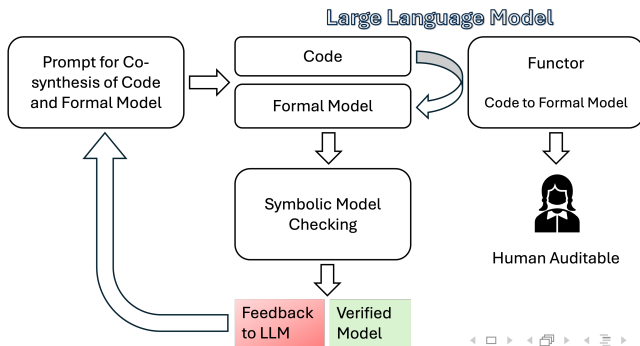 Large Language Model
Prompt for Co-
synthesis of Code
and Formal Model
Code
Formal Model
Functor
Code to Formal Model
Symbolic Model
Checking
Human Auditable
Feedback
to LLM
Verified
Model